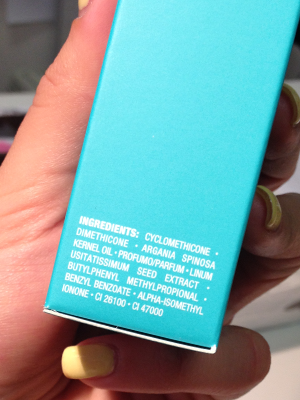 INGREDIENTS: CYCLOMETHICONE •
DIMETHICONE • ARGANIA SPINOSA
KERNEL OIL • PROFUMO/PARFUM • LINUM
USITATISSIMUM SEED EXTRACT •
BUTYLPHENYL METHYLPROPIONAL •
BENZYL BENZOATE • ALPHA-ISOMETHYL
IONONE • CI 26100 • CI 47000